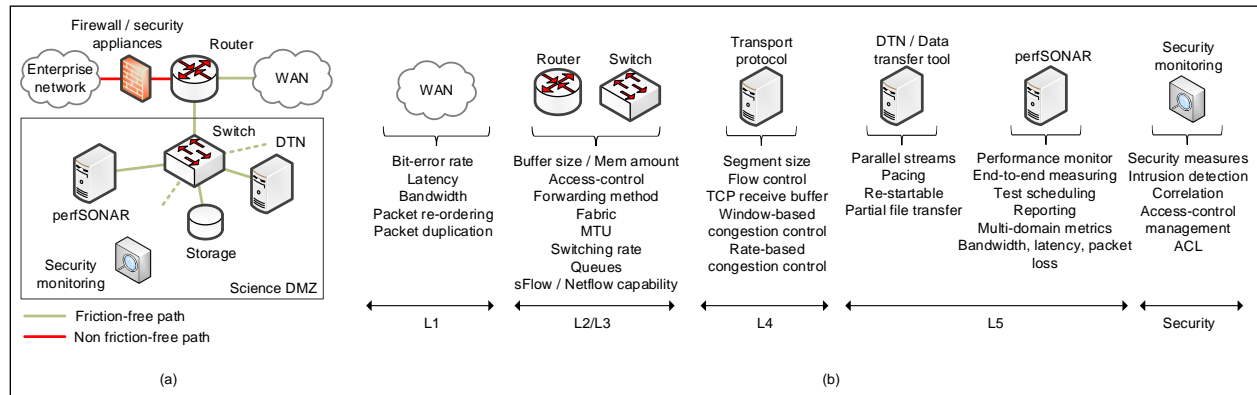 Firewall / security
appliances
Router
Enterprise
network
WAN
Switch
DTN
perfSONAR
Storage
Security
monitoring
Science DMZ
Friction-free path
Non friction-free path
(a)
WAN
Bit-error rate
Latency
Bandwidth
Packet re-ordering
Packet duplication
L1
Router
Switch
Buffer size / Mem amount
Access-control
Forwarding method
Fabric
MTU
Switching rate
Queues
sFlow / Netflow capability
L2/L3
Transport
protocol
Segment size
Flow control
TCP receive buffer
Window-based
congestion control
Rate-based
congestion control
L4
DTN / Data
transfer tool
Parallel streams
Pacing
Re-startable
Partial file transfer
perfSONAR
Performance monitor
End-to-end measuring
Test scheduling
Reporting
Multi-domain metrics
Bandwidth, latency, packet
loss
L5
Security
monitoring
Security measures
Intrusion detection
Correlation
Access-control
management
ACL
Security
(b)